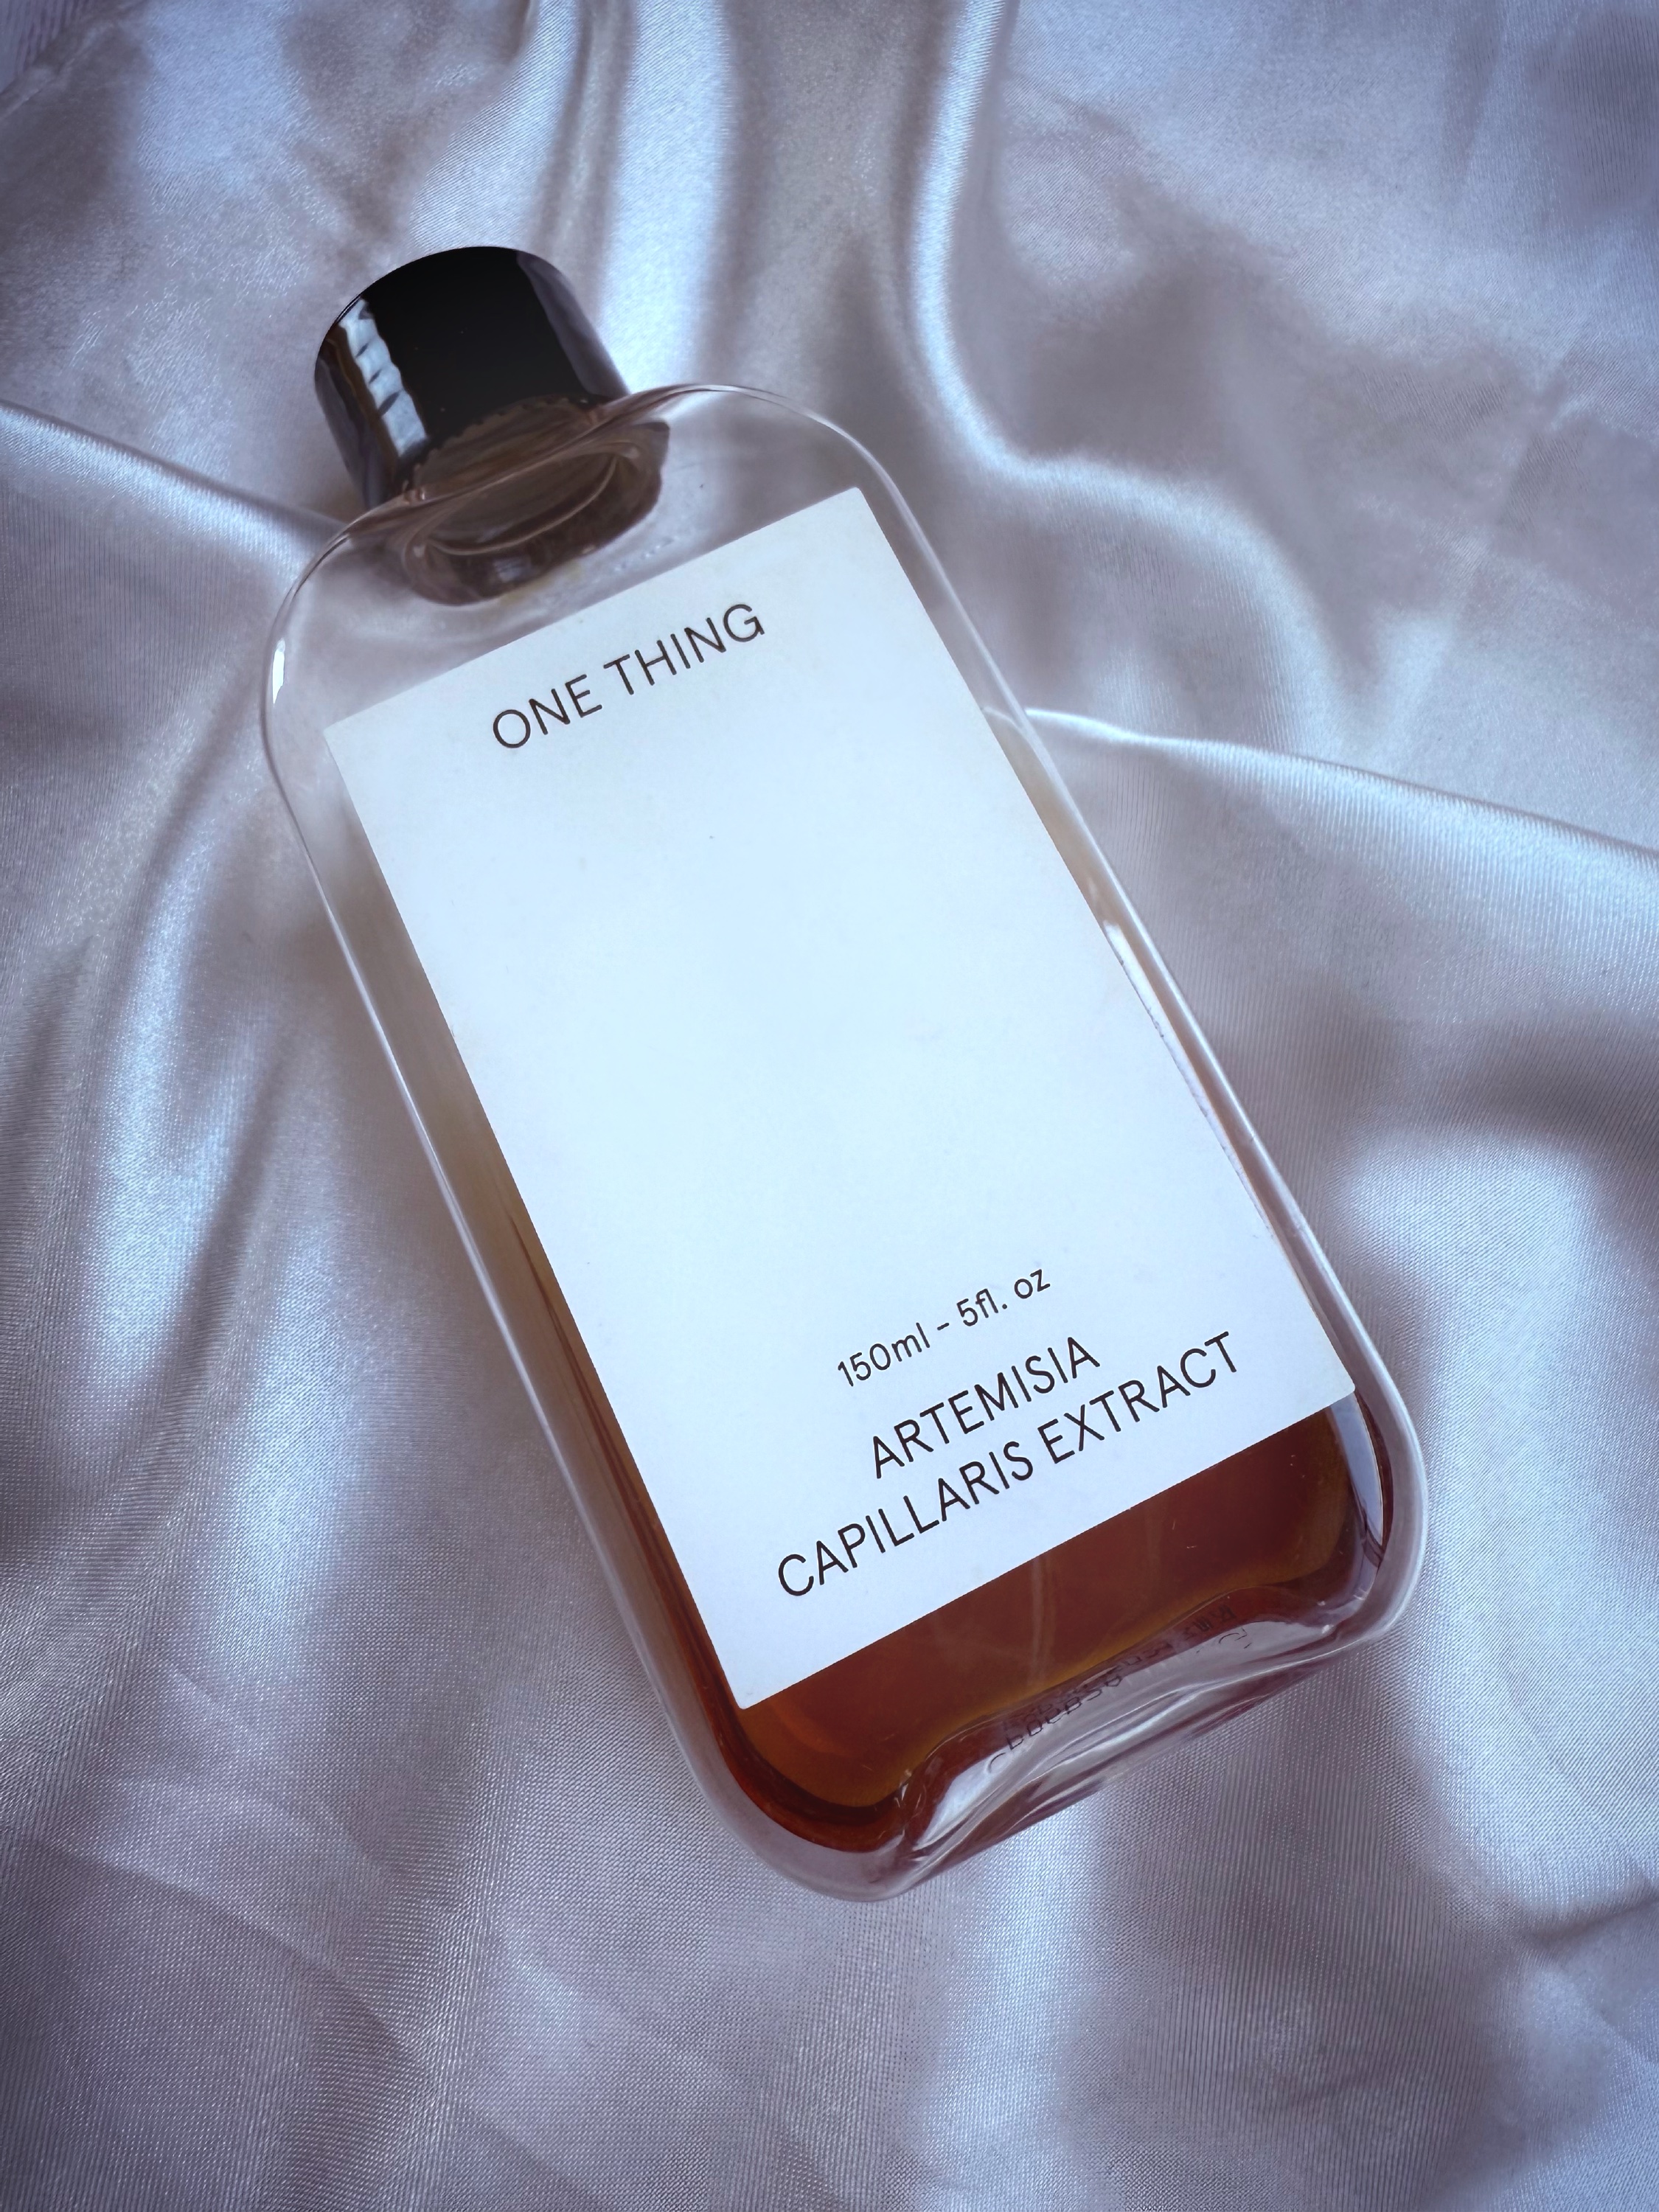 ONE THING
150ml - 5fl. oz
ARTEMISIA
CAPILLARIS EXTRACT